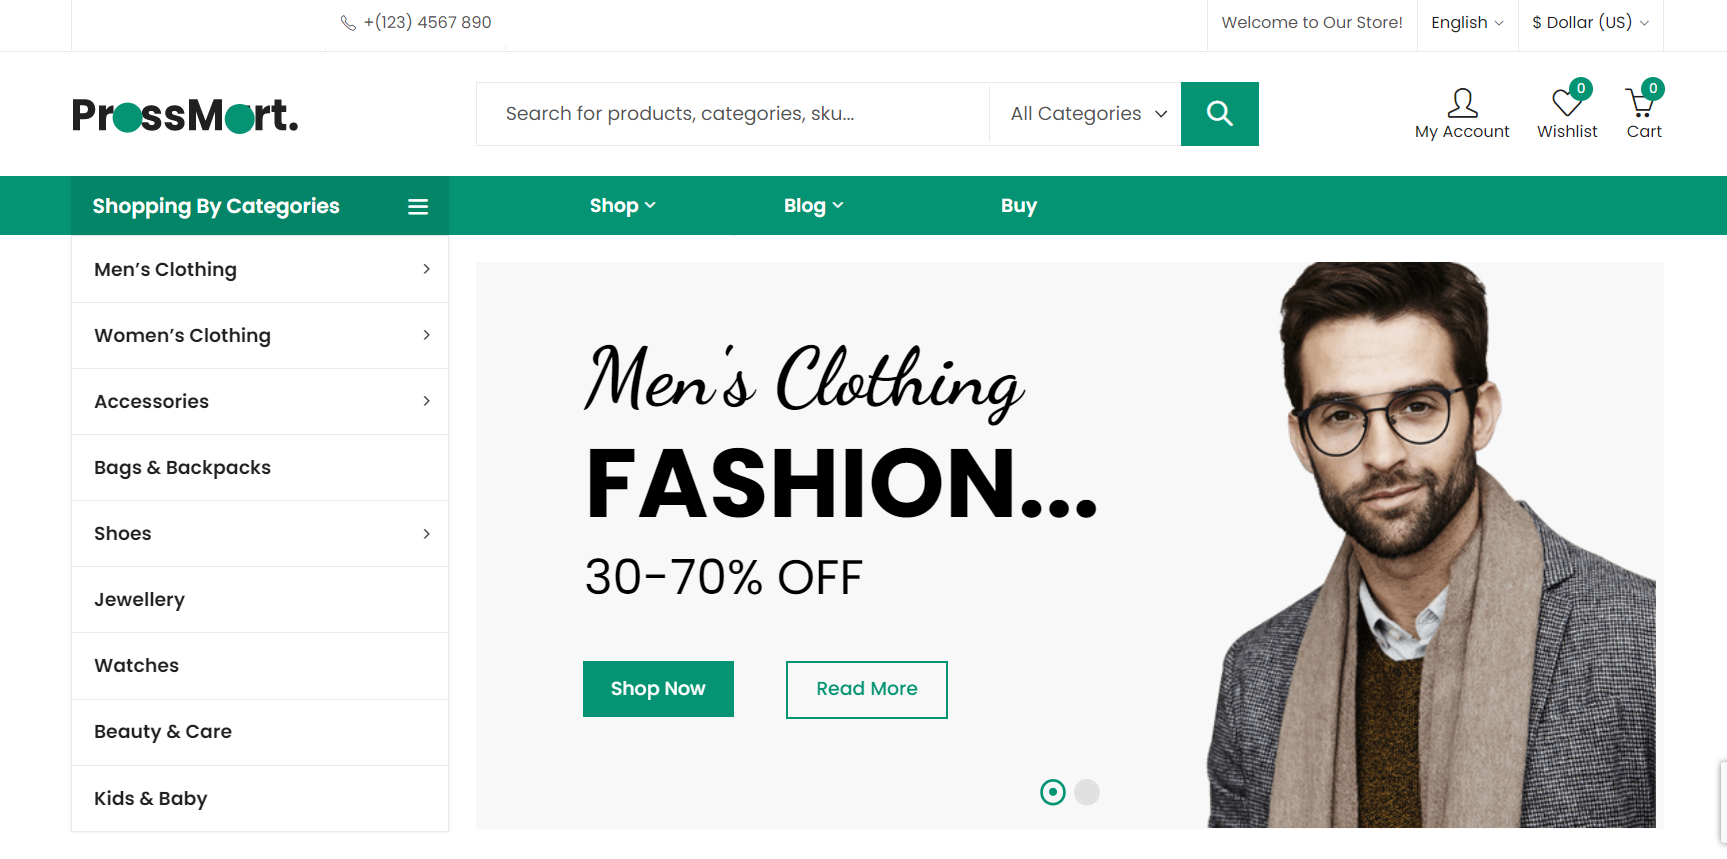 +(123) 4567 890
Welcome to Our Store!
English
$ Dollar (US)
ProssMart.
Search for products, categories, sku...
All Categories
My Account
0
Wishlist
0
Cart
Shopping By Categories
Shop
Blog
Buy
Men’s Clothing
Women’s Clothing
Accessories
Bags & Backpacks
Shoes
Jewellery
Watches
Beauty & Care
Kids & Baby
Men's Clothing
FASHION...
30-70% OFF
Shop Now
Read More